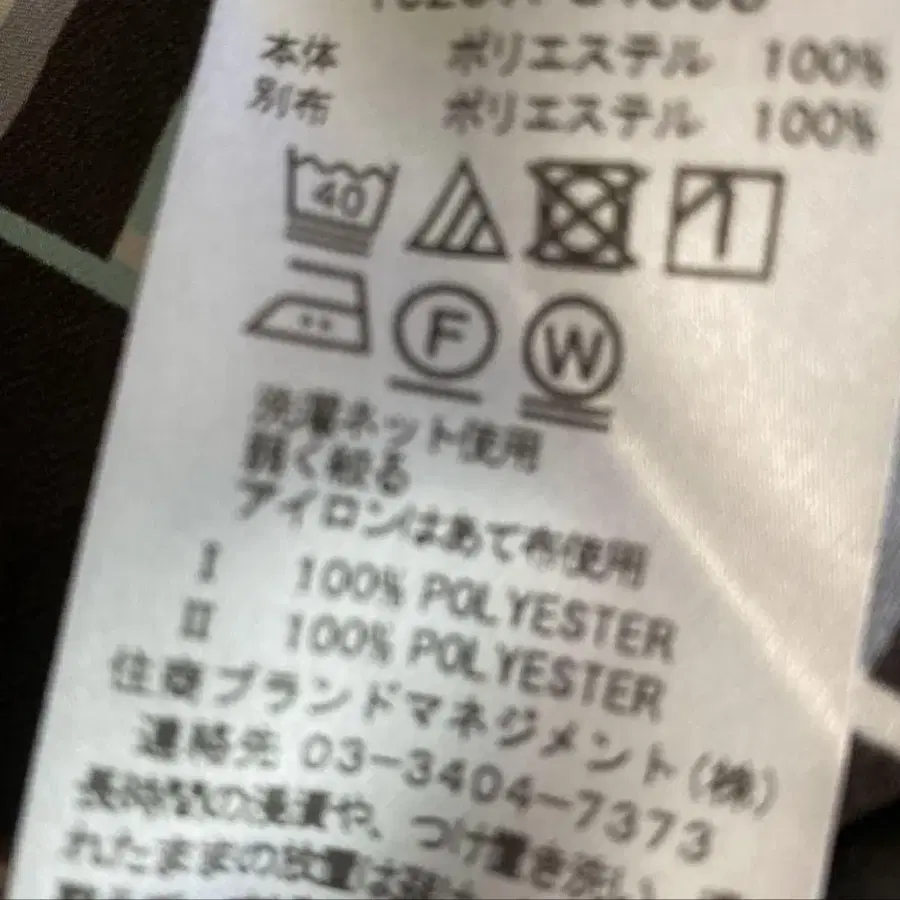 本体 ポリエステル 100%
別布 ポリエステル 100%
40
F W
洗濯ネット使用
弱く絞る
アイロンはあて布使用
I 100% POLYESTER
II 100% POLYESTER
住商ブランドマネジメント(株)
連絡先 03-3404-7373
長時間の浸漬や、つけ置き洗い、
れたままの放置は